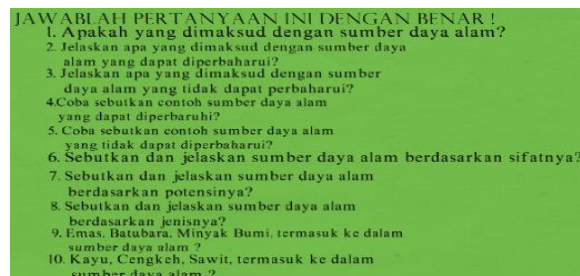 JAWABLAH PERTANYAAN INI DENGAN BENAR !
1. Apakah yang dimaksud dengan sumber daya alam?
2. Jelaskan apa yang dimaksud dengan sumber daya
alam yang dapat diperbaharui?
3. Jelaskan apa yang dimaksud dengan sumber
daya alam yang tidak dapat perbaharui?
4.Coba sebutkan contoh sumber daya alam
yang dapat diperbaruhi?
5. Coba sebutkan contoh sumber daya alam
yang tidak dapat diperbaharui?
6. Sebutkan dan jelaskan sumber daya alam berdasarkan sifatnya?
7. Sebutkan dan jelaskan sumber daya alam
berdasarkan potensinya?
8. Sebutkan dan jelaskan sumber daya alam
berdasarkan jenisnya?
9. Emas, Batubara, Minyak Bumi, termasuk ke dalam
sumber daya alam ?
10. Kayu, Cengkeh, Sawit, termasuk ke dalam
sumber daya alam ?